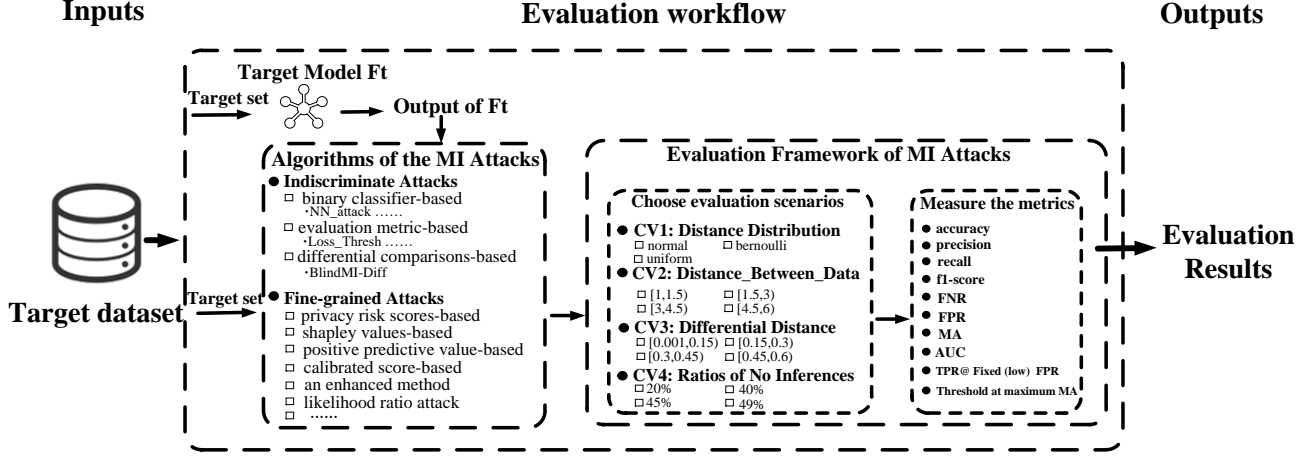 Inputs
Evaluation workflow
Outputs
Target Model Ft
Target set
Output of Ft
Target dataset
Target set
Algorithms of the MI Attacks
Indiscriminate Attacks
binary classifier-based
·NN_attack ……
evaluation metric-based
·Loss_Thresh ……
differential comparisons-based
·BlindMI-Diff
Fine-grained Attacks
privacy risk scores-based
shapley values-based
positive predictive value-based
calibrated score-based
an enhanced method
likelihood ratio attack
……
Evaluation Framework of MI Attacks
Choose evaluation scenarios
CV1: Distance Distribution
normal bernoulli
uniform
CV2: Distance_Between_Data
[1,1.5) [1.5,3)
[3,4.5) [4.5,6)
CV3: Differential Distance
[0.001,0.15) [0.15,0.3)
[0.3,0.45) [0.45,0.6)
CV4: Ratios of No Inferences
20% 40%
45% 49%
Measure the metrics
accuracy
precision
recall
f1-score
FNR
FPR
MA
AUC
TPR@ Fixed (low) FPR
Threshold at maximum MA
Evaluation
Results